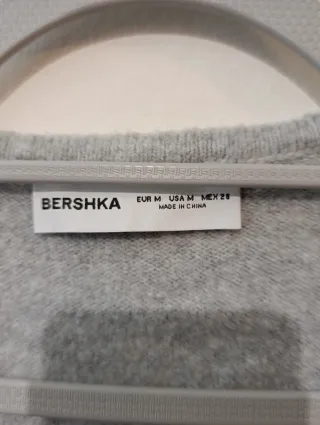 BERSHKA EUR M USA M MEX 28
MADE IN CHINA